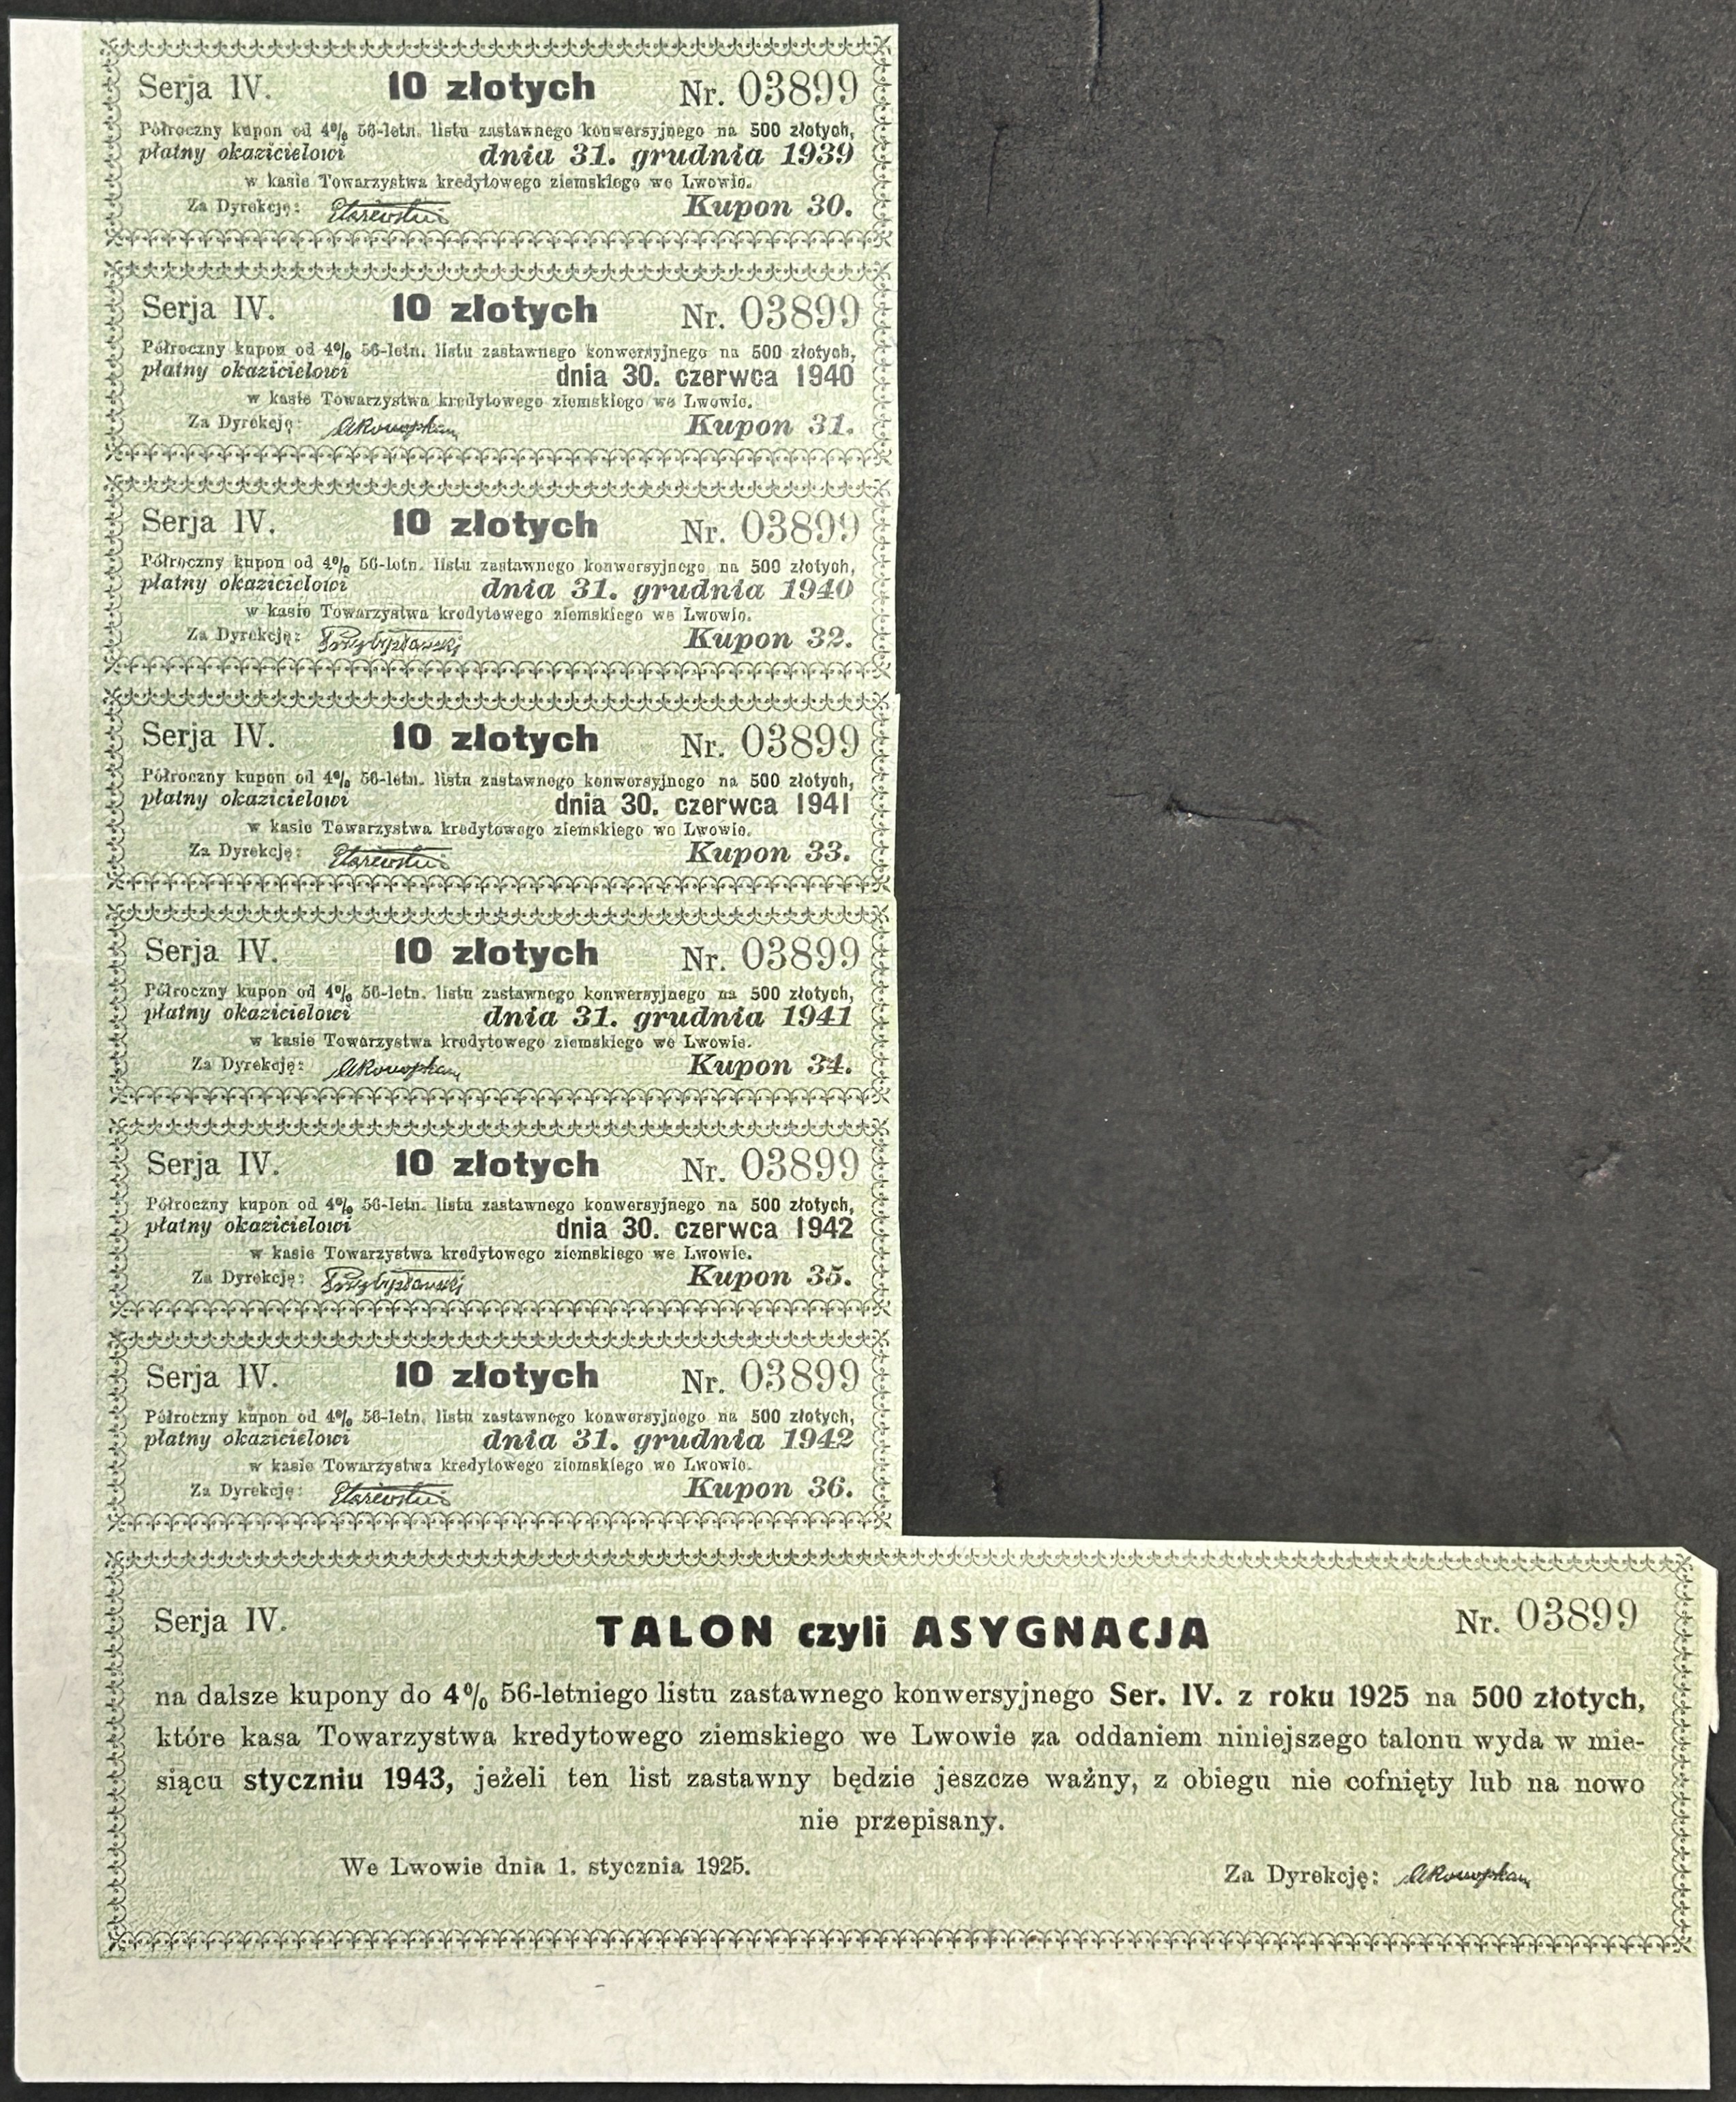 Serja IV. 10 złotych Nr. 03899
Półroczny kupon od 4% 56-letn. listu zastawnego konwersyjnego na 500 złotych,
płatny okazicielowi dnia 31. grudnia 1939
w kasie Towarzystwa kredytowego ziemskiego we Lwowie.
Za Dyrekcję: Kupon 30.
Serja IV. 10 złotych Nr. 03899
Półroczny kupon od 4% 56-letn. listu zastawnego konwersyjnego na 500 złotych,
płatny okazicielowi dnia 30. czerwca 1940
w kasie Towarzystwa kredytowego ziemskiego we Lwowie.
Za Dyrekcję: Kupon 31.
Serja IV. 10 złotych Nr. 03899
Półroczny kupon od 4% 56-letn. listu zastawnego konwersyjnego na 500 złotych,
płatny okazicielowi dnia 31. grudnia 1940
w kasie Towarzystwa kredytowego ziemskiego we Lwowie.
Za Dyrekcję: Kupon 32.
Serja IV. 10 złotych Nr. 03899
Półroczny kupon od 4% 56-letn. listu zastawnego konwersyjnego na 500 złotych,
płatny okazicielowi dnia 30. czerwca 1941
w kasie Towarzystwa kredytowego ziemskiego we Lwowie.
Za Dyrekcję: Kupon 33.
Serja IV. 10 złotych Nr. 03899
Półroczny kupon od 4% 56-letn. listu zastawnego konwersyjnego na 500 złotych,
płatny okazicielowi dnia 31. grudnia 1941
w kasie Towarzystwa kredytowego ziemskiego we Lwowie.
Za Dyrekcję: Kupon 34.
Serja IV. 10 złotych Nr. 03899
Półroczny kupon od 4% 56-letn. listu zastawnego konwersyjnego na 500 złotych,
płatny okazicielowi dnia 30. czerwca 1942
w kasie Towarzystwa kredytowego ziemskiego we Lwowie.
Za Dyrekcję: Kupon 35.
Serja IV. 10 złotych Nr. 03899
Półroczny kupon od 4% 56-letn. listu zastawnego konwersyjnego na 500 złotych,
płatny okazicielowi dnia 31. grudnia 1942
w kasie Towarzystwa kredytowego ziemskiego we Lwowie.
Za Dyrekcję: Kupon 36.
Serja IV. TALON czyli ASYGNACJA Nr. 03899
na dalsze kupony do 4% 56-letniego listu zastawnego konwersyjnego Ser. IV. z roku 1925 na 500 złotych,
które kasa Towarzystwa kredytowego ziemskiego we Lwowie za oddaniem niniejszego talonu wyda w mie-
siącu styczniu 1943, jeżeli ten list zastawny będzie jeszcze ważny, z obiegu nie cofnięty lub na nowo
nie przepisany.
We Lwowie dnia 1. stycznia 1925. Za Dyrekcję: